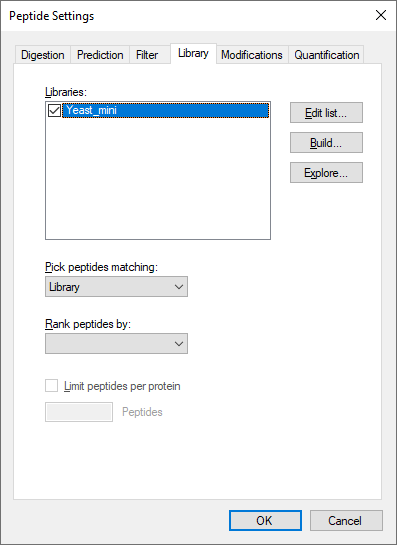 Peptide Settings
Digestion Prediction Filter Library Modifications Quantification
Libraries:
Yeast_mini
Edit list...
Build...
Explore...
Pick peptides matching:
Library
Rank peptides by:
Limit peptides per protein
Peptides
OK Cancel